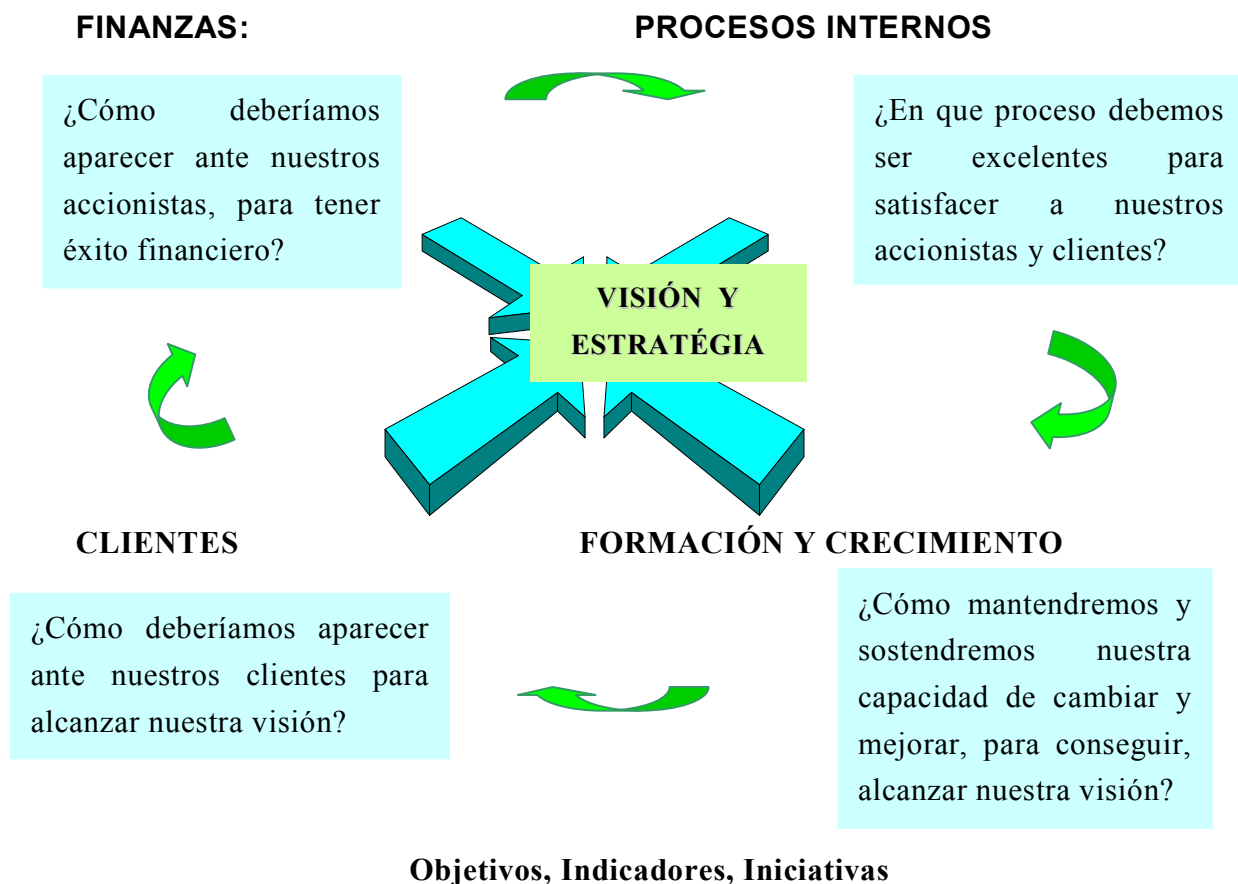 FINANZAS:
PROCESOS INTERNOS
¿Cómo deberíamos
aparecer ante nuestros
accionistas, para tener
éxito financiero?
¿En que proceso debemos
ser excelentes para
satisfacer a nuestros
accionistas y clientes?
VISIÓN Y
ESTRATÉGIA
CLIENTES
FORMACIÓN Y CRECIMIENTO
¿Cómo deberíamos aparecer
ante nuestros clientes para
alcanzar nuestra visión?
¿Cómo mantendremos y
sostendremos nuestra
capacidad de cambiar y
mejorar, para conseguir,
alcanzar nuestra visión?
Objetivos, Indicadores, Iniciativas